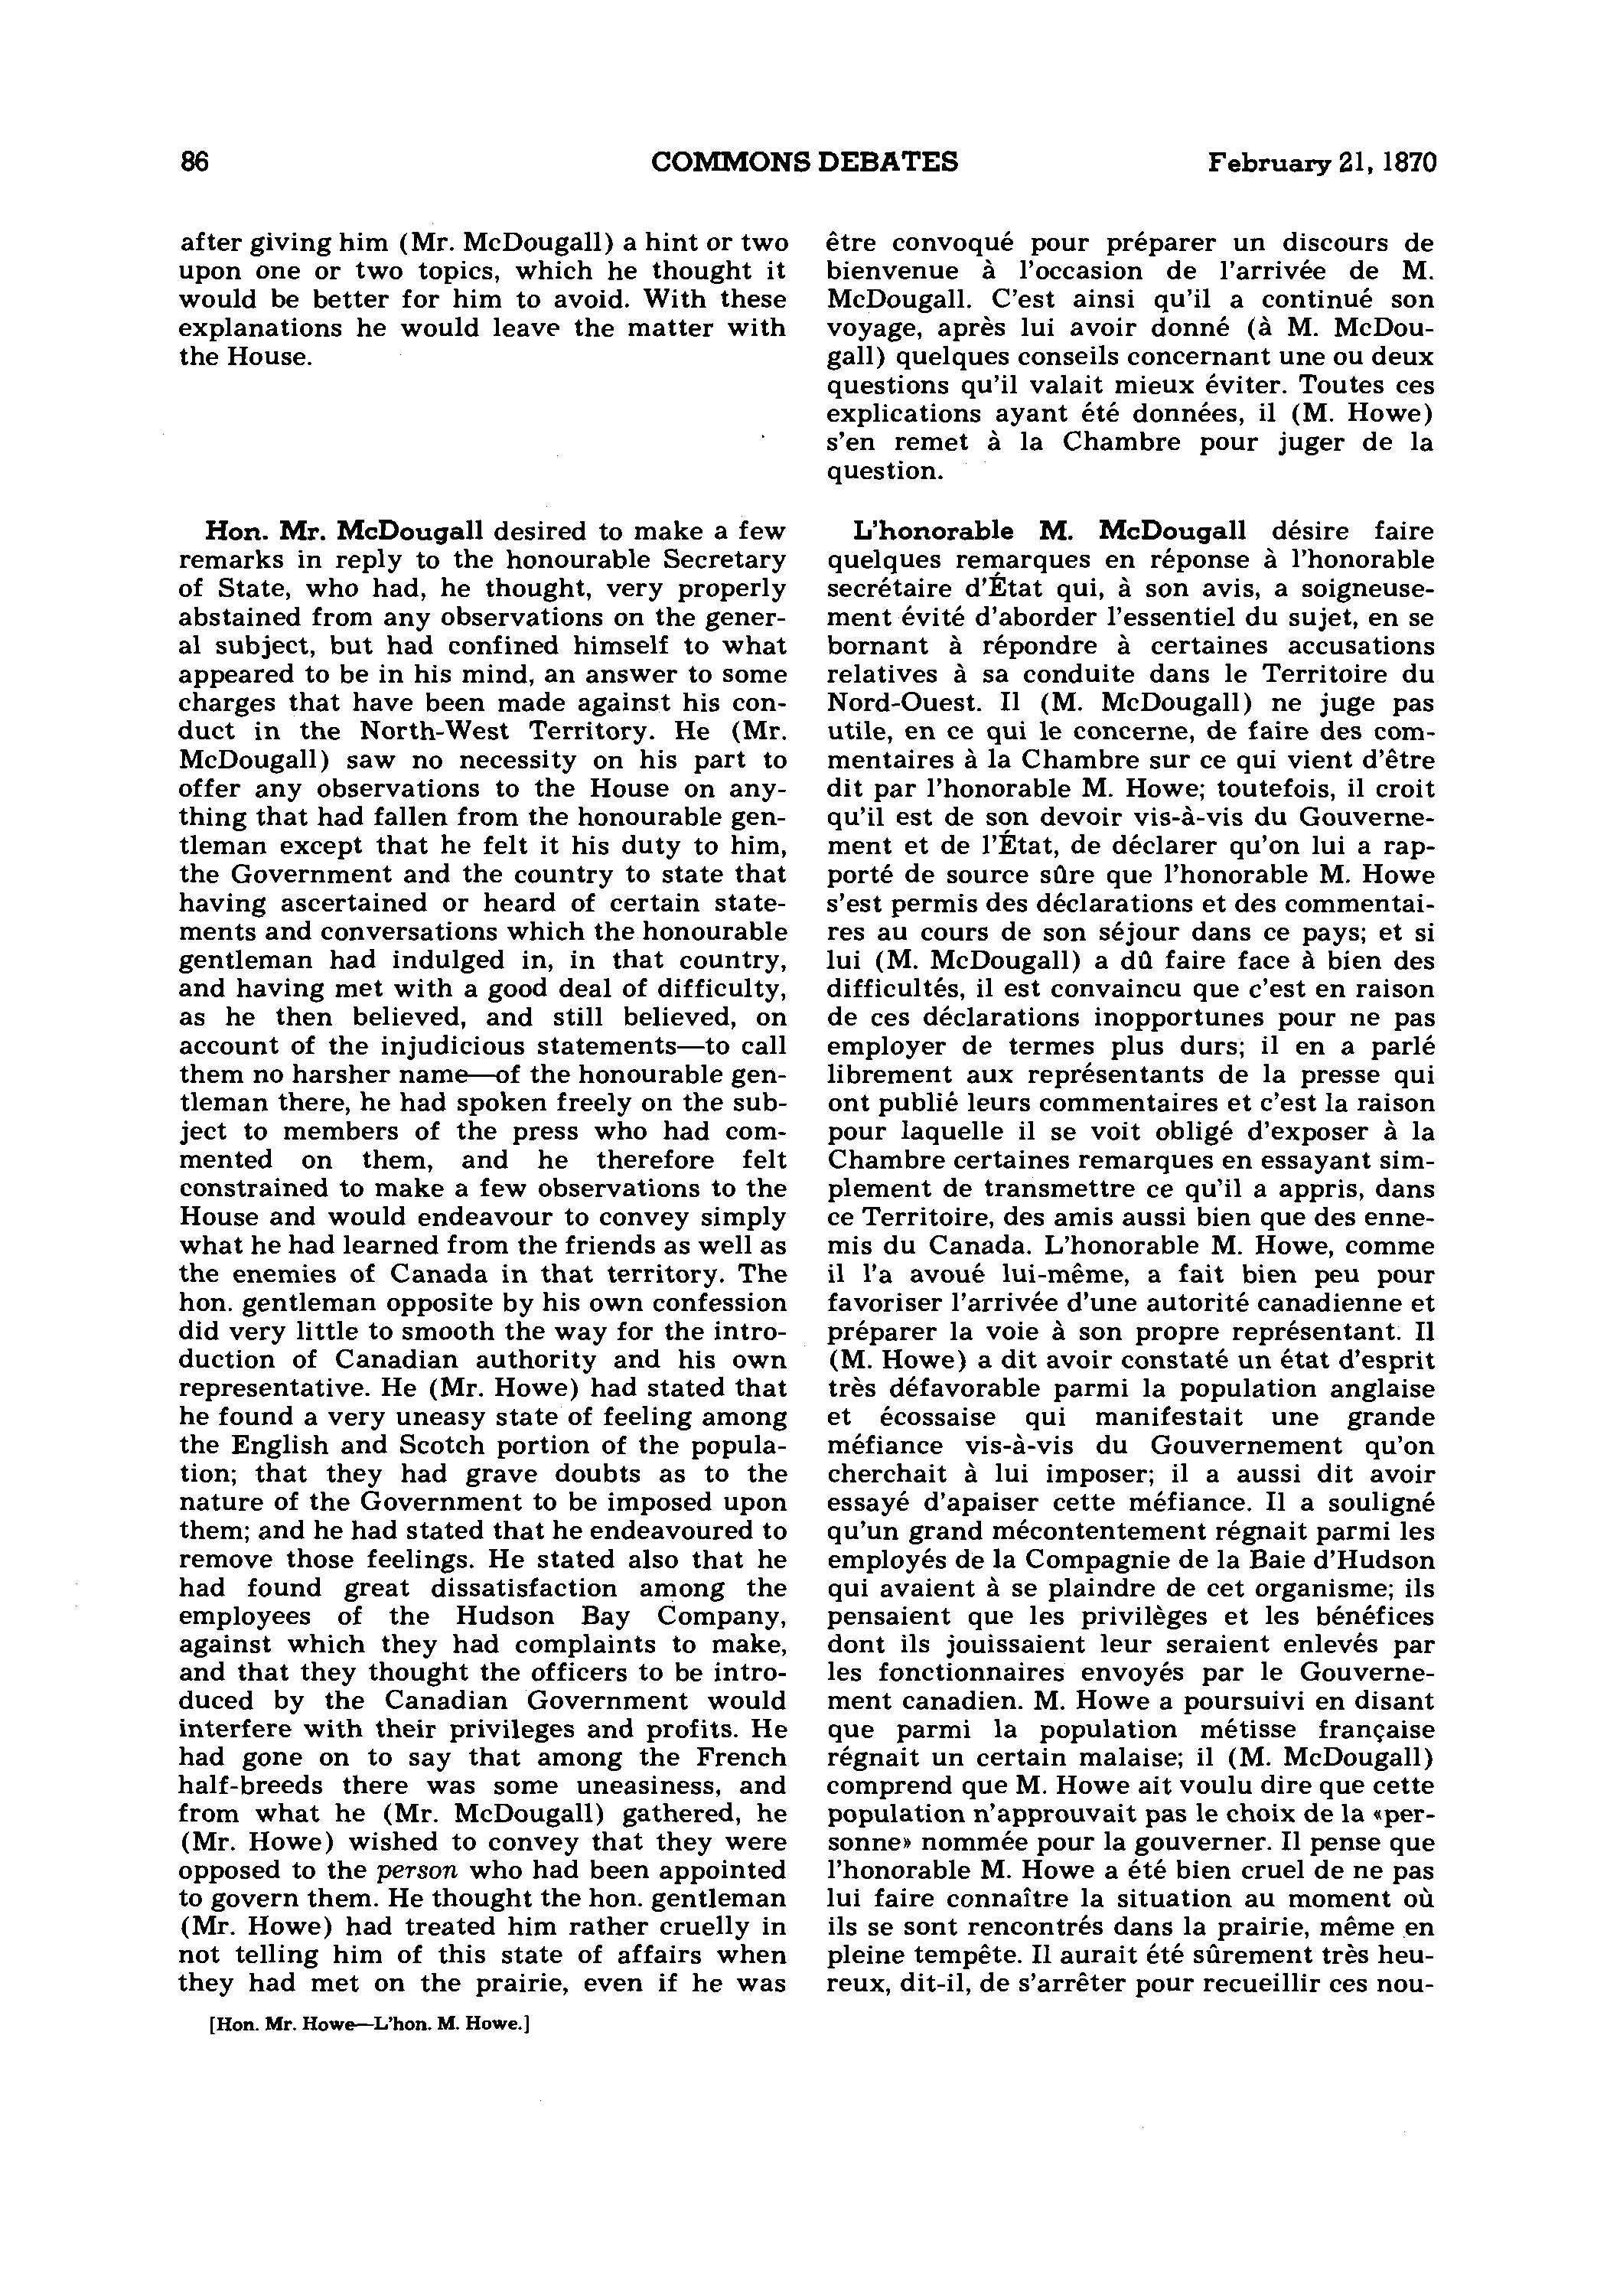 86 COMMONS DEBATES February 21, 1870
after giving him (Mr. McDougall) a hint or two
upon one or two topics, which he thought it
would be better for him to avoid. With these
explanations he would leave the matter with
the House.
Hon. Mr. McDougall desired to make a few
remarks in reply to the honourable Secretary
of State, who had, he thought, very properly
abstained from any observations on the gener-
al subject, but had confined himself to what
appeared to be in his mind, an answer to some
charges that have been made against his con-
duct in the North-West Territory. He (Mr.
McDougall) saw no necessity on his part to
offer any observations to the House on any-
thing that had fallen from the honourable gen-
tleman except that he felt it his duty to him,
the Government and the country to state that
having ascertained or heard of certain state-
ments and conversations which the honourable
gentleman had indulged in, in that country,
and having met with a good deal of difficulty,
as he then believed, and still believed, on
account of the injudicious statements—to call
them no harsher name—of the honourable gen-
tleman there, he had spoken freely on the sub-
ject to members of the press who had com-
mented on them, and he therefore felt
constrained to make a few observations to the
House and would endeavour to convey simply
what he had learned from the friends as well as
the enemies of Canada in that territory. The
hon. gentleman opposite by his own confession
did very little to smooth the way for the intro-
duction of Canadian authority and his own
representative. He (Mr. Howe) had stated that
he found a very uneasy state of feeling among
the English and Scotch portion of the popula-
tion; that they had grave doubts as to the
nature of the Government to be imposed upon
them; and he had stated that he endeavoured to
remove those feelings. He stated also that he
had found great dissatisfaction among the
employees of the Hudson Bay Company,
against which they had complaints to make,
and that they thought the officers to be intro-
duced by the Canadian Government would
interfere with their privileges and profits. He
had gone on to say that among the French
half-breeds there was some uneasiness, and
from what he (Mr. McDougall) gathered, he
(Mr. Howe) wished to convey that they were
opposed to the person who had been appointed
to govern them. He thought the hon. gentleman
(Mr. Howe) had treated him rather cruelly in
not telling him of this state of affairs when
they had met on the prairie, even if he was
être convoqué pour préparer un discours de
bienvenue à l'occasion de l'arrivée de M.
McDougall. C'est ainsi qu'il a continué son
voyage, après lui avoir donné (à M. McDou-
gall) quelques conseils concernant une ou deux
questions qu'il valait mieux éviter. Toutes ces
explications ayant été données, il (M. Howe)
s'en remet à la Chambre pour juger de la
question.
L'honorable M. McDougall désire faire
quelques remarques en réponse à l'honorable
secrétaire d'État qui, à son avis, a soigneuse-
ment évité d'aborder l'essentiel du sujet, en se
bornant à répondre à certaines accusations
relatives à sa conduite dans le Territoire du
Nord-Ouest. Il (M. McDougall) ne juge pas
utile, en ce qui le concerne, de faire des com-
mentaires à la Chambre sur ce qui vient d'être
dit par l'honorable M. Howe; toutefois, il croit
qu'il est de son devoir vis-à-vis du Gouverne-
ment et de l'État, de déclarer qu'on lui a rap-
porté de source sûre que l'honorable M. Howe
s'est permis des déclarations et des commentai-
res au cours de son séjour dans ce pays; et si
lui (M. McDougall) a dû faire face à bien des
difficultés, il est convaincu que c'est en raison
de ces déclarations inopportunes pour ne pas
employer de termes plus durs; il en a parlé
librement aux représentants de la presse qui
ont publié leurs commentaires et c'est la raison
pour laquelle il se voit obligé d'exposer à la
Chambre certaines remarques en essayant sim-
plement de transmettre ce qu'il a appris, dans
ce Territoire, des amis aussi bien que des enne-
mis du Canada. L'honorable M. Howe, comme
il l'a avoué lui-même, a fait bien peu pour
favoriser l'arrivée d'une autorité canadienne et
préparer la voie à son propre représentant. Il
(M. Howe) a dit avoir constaté un état d'esprit
très défavorable parmi la population anglaise
et écossaise qui manifestait une grande
méfiance vis-à-vis du Gouvernement qu'on
cherchait à lui imposer; il a aussi dit avoir
essayé d'apaiser cette méfiance. Il a souligné
qu'un grand mécontentement régnait parmi les
employés de la Compagnie de la Baie d'Hudson
qui avaient à se plaindre de cet organisme; ils
pensaient que les privilèges et les bénéfices
dont ils jouissaient leur seraient enlevés par
les fonctionnaires envoyés par le Gouverne-
ment canadien. M. Howe a poursuivi en disant
que parmi la population métisse française
régnait un certain malaise; il (M. McDougall)
comprend que M. Howe ait voulu dire que cette
population n'approuvait pas le choix de la «per-
sonne» nommée pour la gouverner. Il pense que
l'honorable M. Howe a été bien cruel de ne pas
lui faire connaître la situation au moment où
ils se sont rencontrés dans la prairie, même en
pleine tempête. Il aurait été sûrement très heu-
reux, dit-il, de s'arrêter pour recueillir ces nou-
[Hon. Mr. Howe—L'hon. M. Howe.]